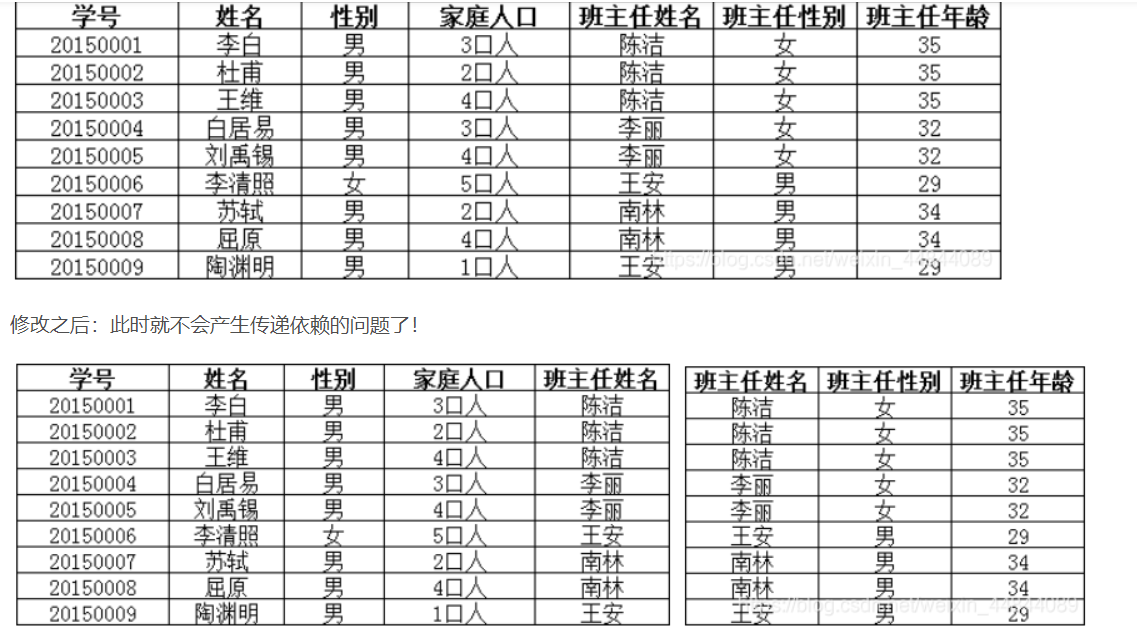 学号 姓名 性别 家庭人口 班主任姓名 班主任性别 班主任年龄
20150001 李白 男 3口人 陈洁 女 35
20150002 杜甫 男 2口人 陈洁 女 35
20150003 王维 男 4口人 陈洁 女 35
20150004 白居易 男 3口人 李丽 女 32
20150005 刘禹锡 男 4口人 李丽 女 32
20150006 李清照 女 5口人 王安 男 29
20150007 苏轼 男 2口人 南林 男 34
20150008 屈原 男 4口人 南林 男 34
20150009 陶渊明 男 1口人 王安 男 29
修改之后：此时就不会产生传递依赖的问题了！
学号 姓名 性别 家庭人口 班主任姓名
20150001 李白 男 3口人 陈洁
20150002 杜甫 男 2口人 陈洁
20150003 王维 男 4口人 陈洁
20150004 白居易 男 3口人 李丽
20150005 刘禹锡 男 4口人 李丽
20150006 李清照 女 5口人 王安
20150007 苏轼 男 2口人 南林
20150008 屈原 男 4口人 南林
20150009 陶渊明 男 1口人 王安
班主任姓名 班主任性别 班主任年龄
陈洁 女 35
陈洁 女 35
陈洁 女 35
李丽 女 32
李丽 女 32
王安 男 29
南林 男 34
南林 男 34
王安 男 29